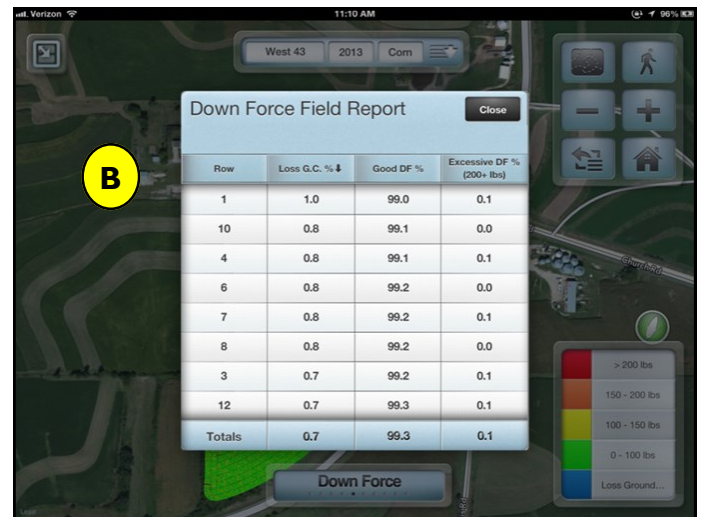 Verizon 11:10 AM 96%
West 43 2013 Corn
Down Force Field Report Close
Row Loss G.C. %⬇ Good DF % Excessive DF %
(200+ lbs)
B
1 1.0 99.0 0.1
10 0.8 99.1 0.0
4 0.8 99.1 0.1
6 0.8 99.2 0.0
7 0.8 99.2 0.1
8 0.8 99.2 0.0
3 0.7 99.2 0.1
12 0.7 99.3 0.1
Totals 0.7 99.3 0.1
Church Rd
> 200 lbs
150 - 200 lbs
100 - 150 lbs
0 - 100 lbs
Loss Ground...
Down Force
Legal